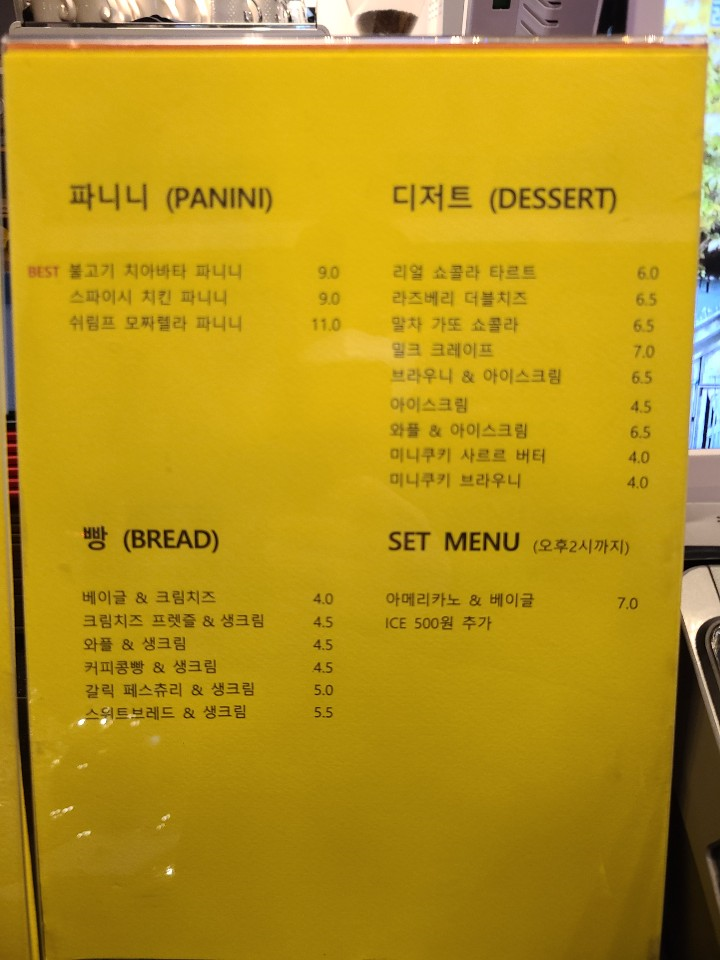 파니니 (PANINI)
BEST 불고기 치아바타 파니니 9.0
스파이시 치킨 파니니 9.0
쉬림프 모짜렐라 파니니 11.0
디저트 (DESSERT)
리얼 쇼콜라 타르트 6.0
라즈베리 더블치즈 6.5
말차 가또 쇼콜라 6.5
밀크 크레이프 7.0
브라우니 & 아이스크림 6.5
아이스크림 4.5
와플 & 아이스크림 6.5
미니쿠키 사르르 버터 4.0
미니쿠키 브라우니 4.0
빵 (BREAD)
베이글 & 크림치즈 4.0
크림치즈 프렛즐 & 생크림 4.5
와플 & 생크림 4.5
커피콩빵 & 생크림 4.5
갈릭 페스츄리 & 생크림 5.0
스위트브레드 & 생크림 5.5
SET MENU (오후2시까지)
아메리카노 & 베이글 7.0
ICE 500원 추가